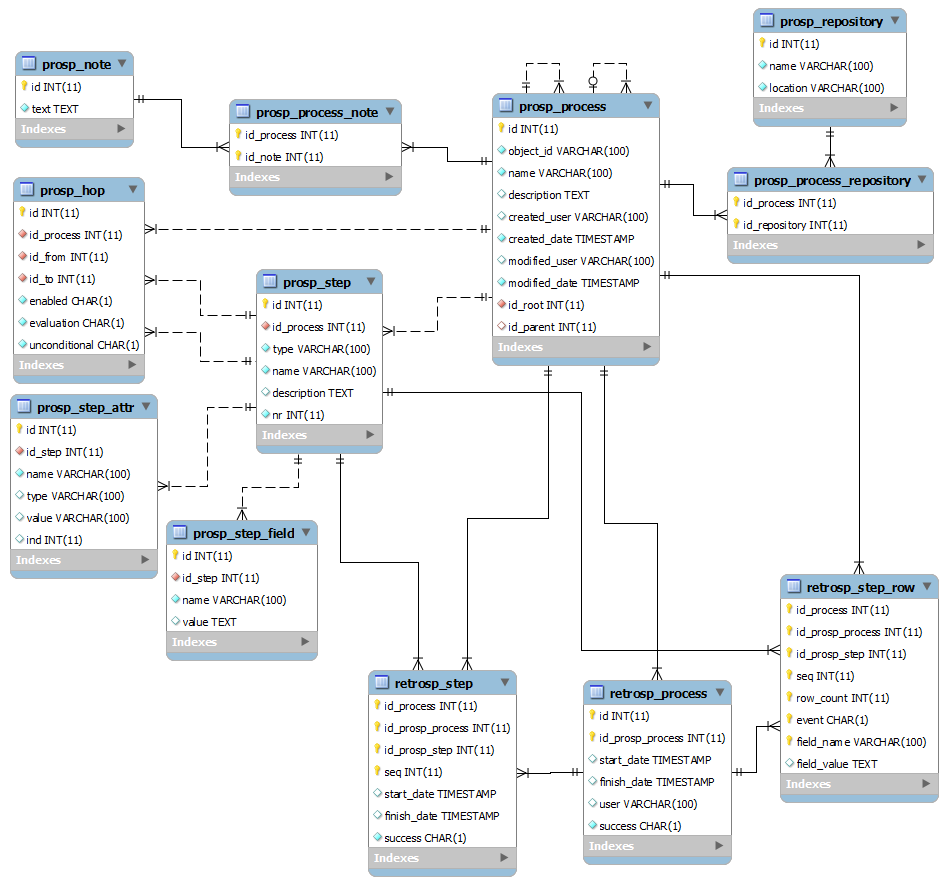 prosp_note
id INT(11)
text TEXT
Indexes
prosp_process_note
id_process INT(11)
id_note INT(11)
Indexes
prosp_process
id INT(11)
object_id VARCHAR(100)
name VARCHAR(100)
description TEXT
created_user VARCHAR(100)
created_date TIMESTAMP
modified_user VARCHAR(100)
modified_date TIMESTAMP
id_root INT(11)
id_parent INT(11)
Indexes
prosp_repository
id INT(11)
name VARCHAR(100)
location VARCHAR(100)
Indexes
prosp_process_repository
id_process INT(11)
id_repository INT(11)
Indexes
prosp_hop
id INT(11)
id_process INT(11)
id_from INT(11)
id_to INT(11)
enabled CHAR(1)
evaluation CHAR(1)
unconditional CHAR(1)
Indexes
prosp_step
id INT(11)
id_process INT(11)
type VARCHAR(100)
name VARCHAR(100)
description TEXT
nr INT(11)
Indexes
prosp_step_attr
id INT(11)
id_step INT(11)
name VARCHAR(100)
type VARCHAR(100)
value VARCHAR(100)
ind INT(11)
Indexes
prosp_step_field
id INT(11)
id_step INT(11)
name VARCHAR(100)
value TEXT
Indexes
retrosp_step
id_process INT(11)
id_prosp_process INT(11)
id_prosp_step INT(11)
seq INT(11)
start_date TIMESTAMP
finish_date TIMESTAMP
success CHAR(1)
Indexes
retrosp_process
id INT(11)
id_prosp_process INT(11)
start_date TIMESTAMP
finish_date TIMESTAMP
user VARCHAR(100)
success CHAR(1)
Indexes
retrosp_step_row
id_process INT(11)
id_prosp_process INT(11)
id_prosp_step INT(11)
seq INT(11)
row_count INT(11)
event CHAR(1)
field_name VARCHAR(100)
field_value TEXT
Indexes